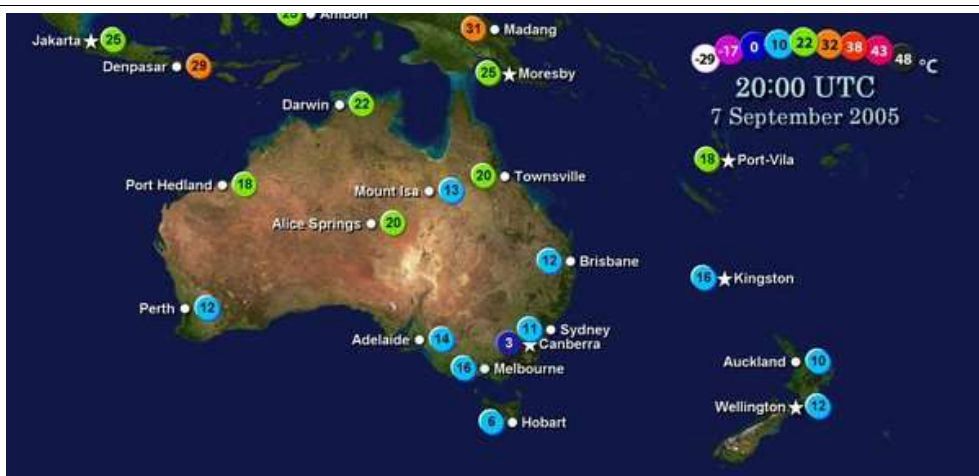 25 Ambon
31 Madang
Jakarta 25
-29 -17 0 10 22 32 38 43 48 °C
Denpasar 29
25 Moresby
20:00 UTC
7 September 2005
Darwin 22
18 Port-Vila
Port Hedland 18
20 Townsville
Mount Isa 13
Alice Springs 20
12 Brisbane
16 Kingston
Perth 12
11 Sydney
Adelaide 14
3 Canberra
16 Melbourne
Auckland 10
Wellington 12
6 Hobart